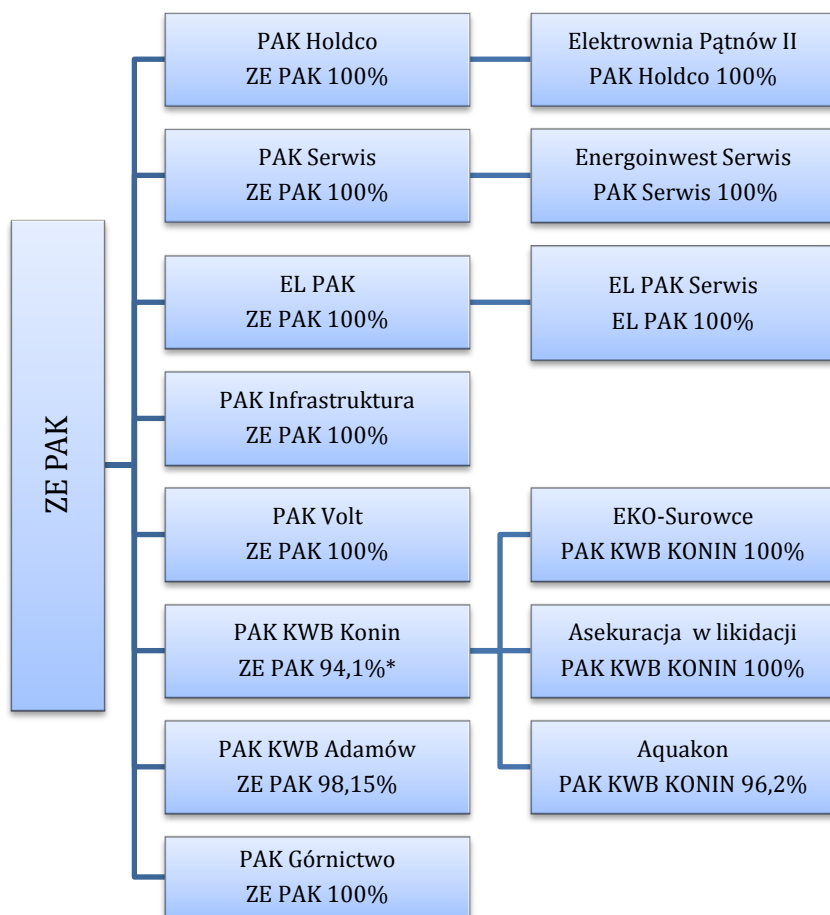 ZE PAK
PAK Holdco
ZE PAK 100%
Elektrownia Pątnów II
PAK Holdco 100%
PAK Serwis
ZE PAK 100%
Energoinwest Serwis
PAK Serwis 100%
EL PAK
ZE PAK 100%
EL PAK Serwis
EL PAK 100%
PAK Infrastruktura
ZE PAK 100%
PAK Volt
ZE PAK 100%
PAK KWB Konin
ZE PAK 94,1%*
EKO-Surowce
PAK KWB KONIN 100%
Asekuracja w likidacji
PAK KWB KONIN 100%
Aquakon
PAK KWB KONIN 96,2%
PAK KWB Adamów
ZE PAK 98,15%
PAK Górnictwo
ZE PAK 100%